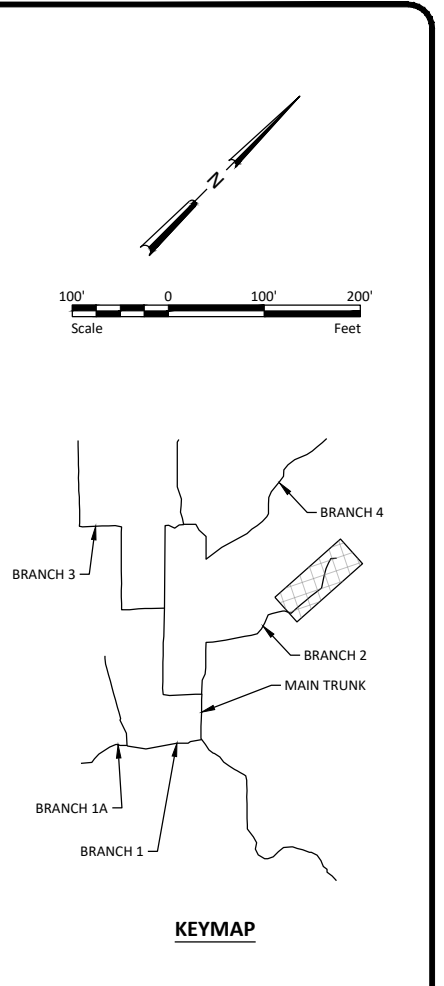 N
100' 0 100' 200'
Scale Feet
BRANCH 4
BRANCH 3
BRANCH 2
MAIN TRUNK
BRANCH 1A
BRANCH 1
KEYMAP